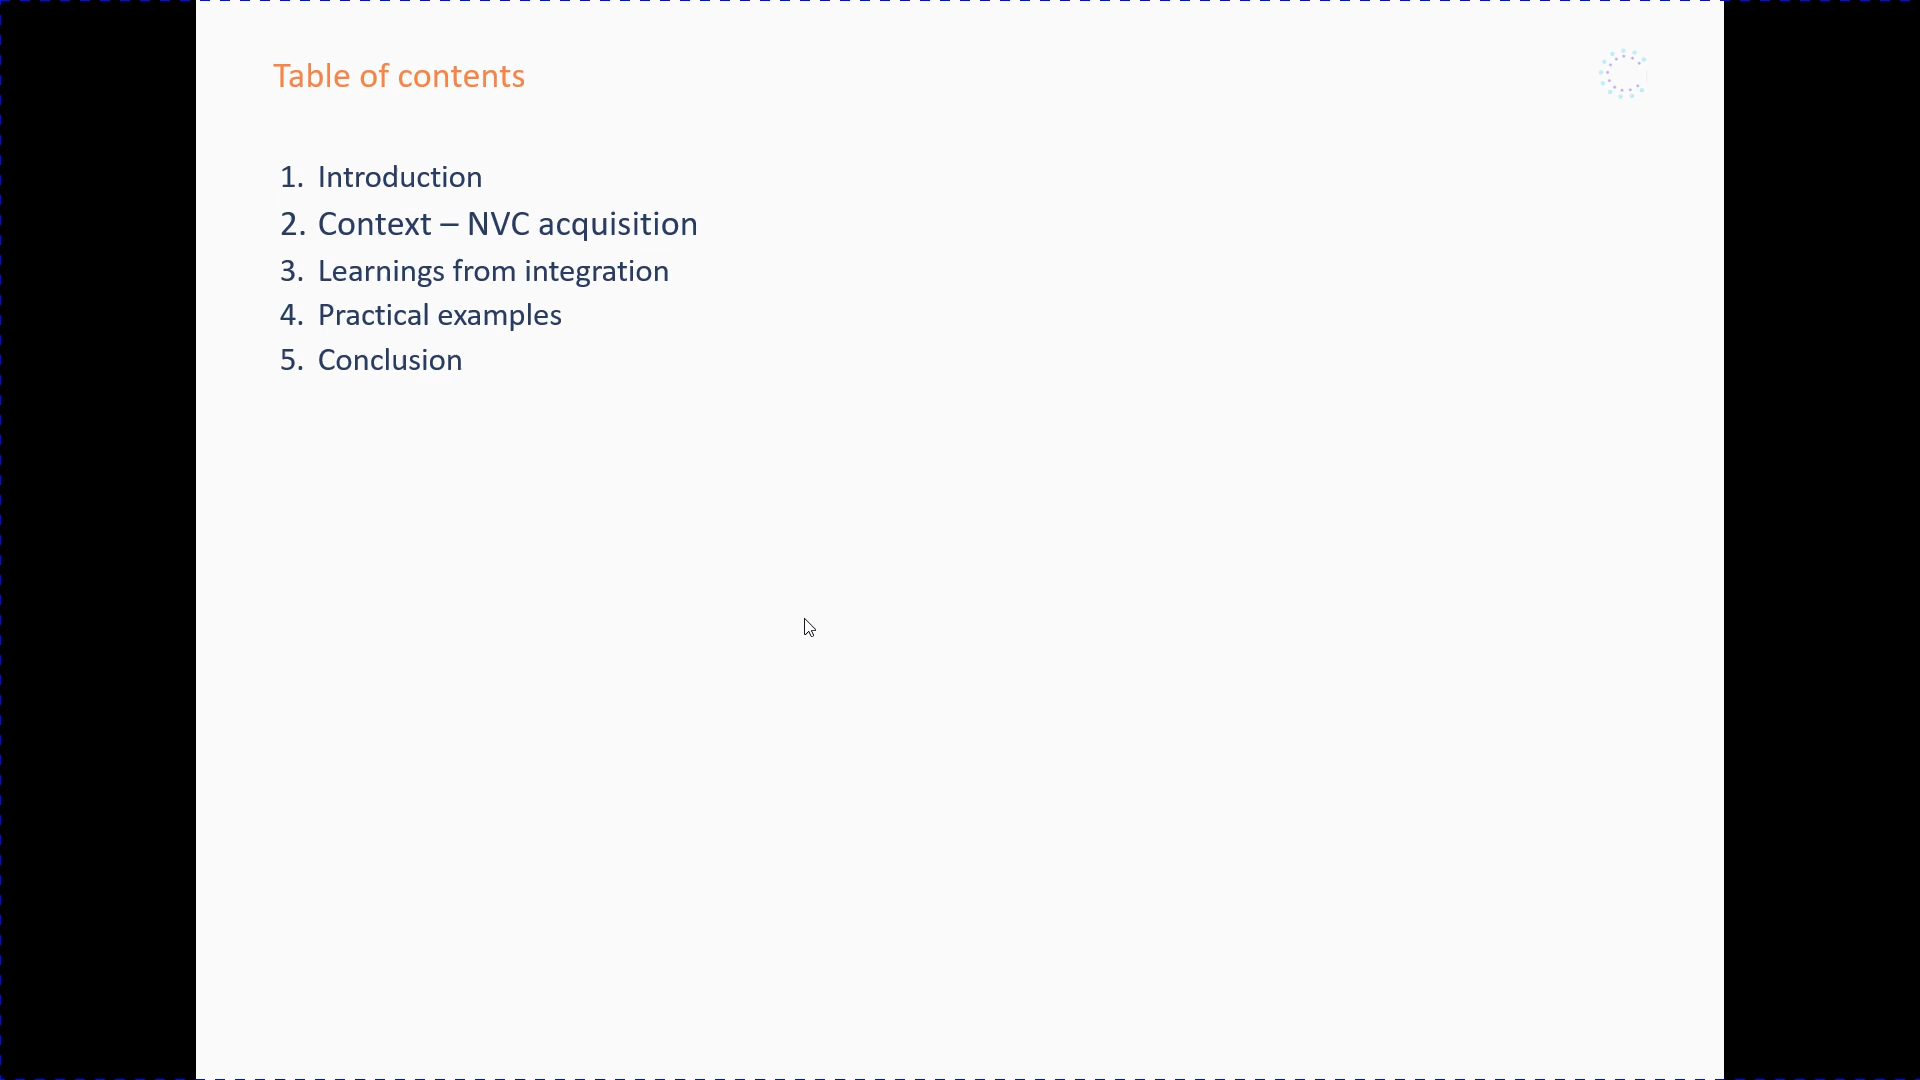 Table of contents
1. Introduction
2. Context – NVC acquisition
3. Learnings from integration
4. Practical examples
5. Conclusion